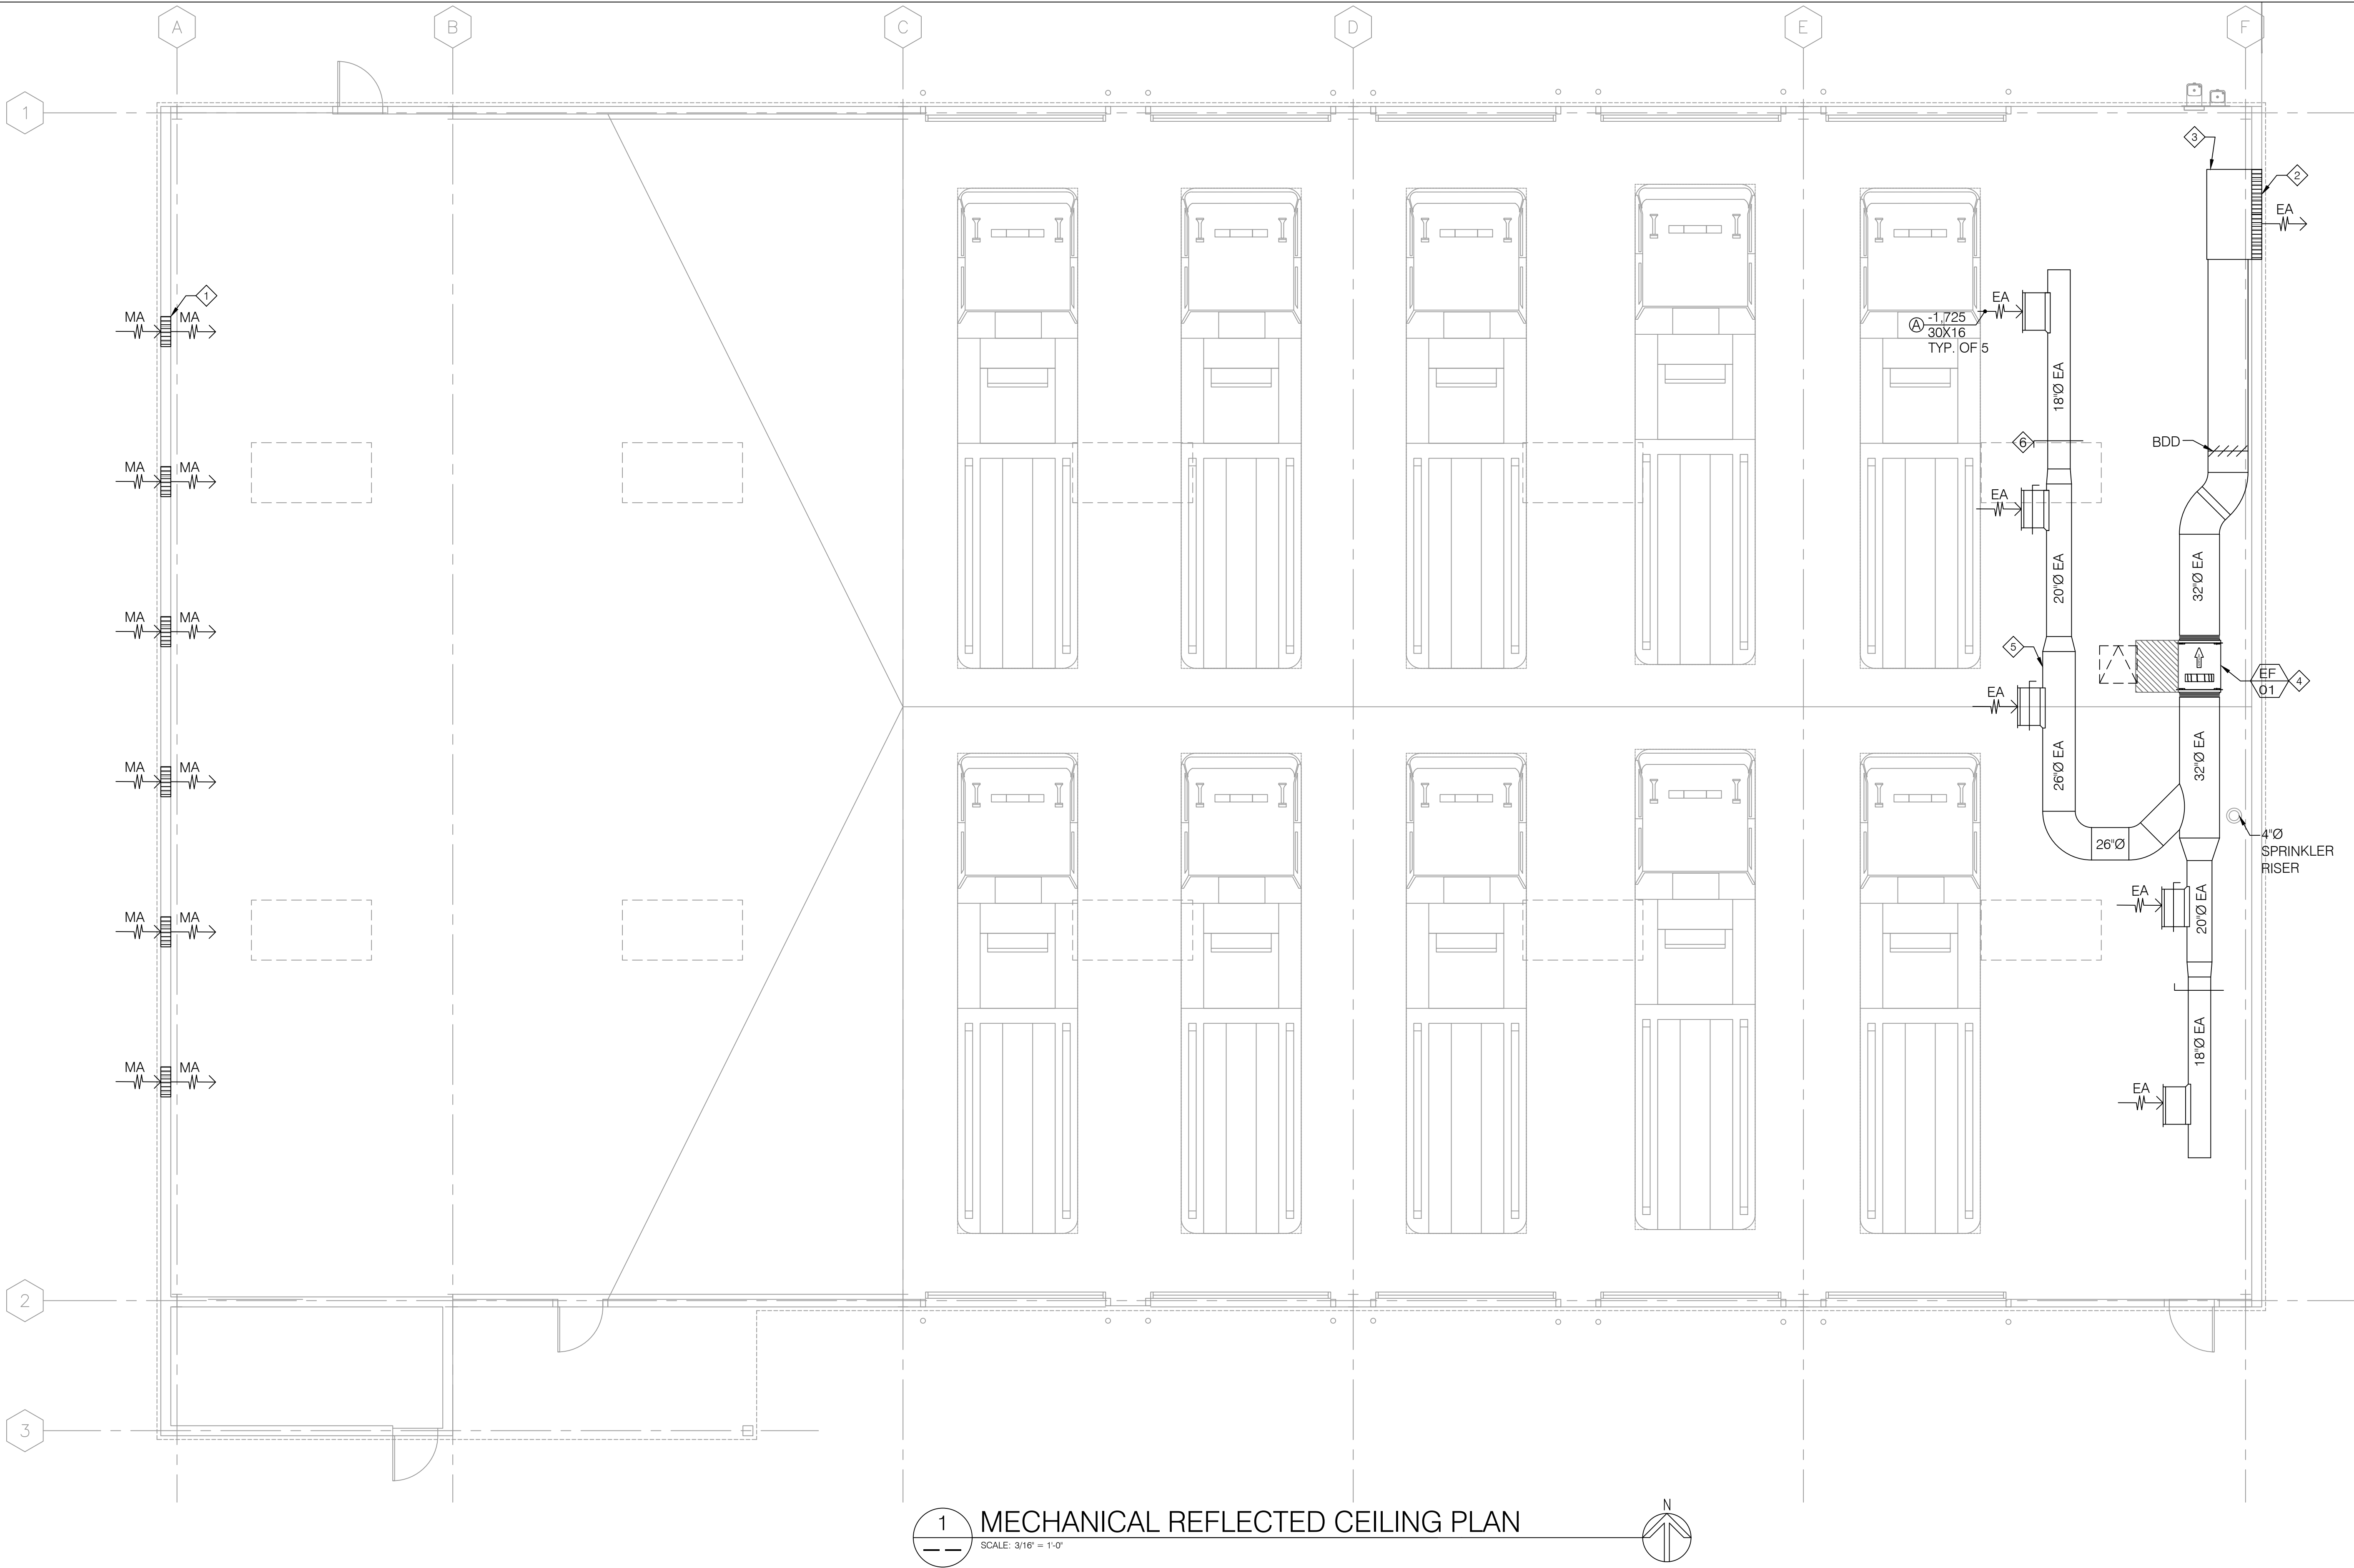 A
B
C
D
E
F
1
3
2
EA
1
MA MA
EA
A -1,725
30X16
TYP. OF 5
18"Ø EA
6
BDD
MA MA
EA
20"Ø EA
32"Ø EA
MA MA
5
EF
01
4
EA
26"Ø EA
32"Ø EA
MA MA
26"Ø
4"Ø
SPRINKLER
RISER
MA MA
EA
20"Ø EA
18"Ø EA
MA MA
EA
2
3
1
MECHANICAL REFLECTED CEILING PLAN
SCALE: 3/16" = 1'-0"
N